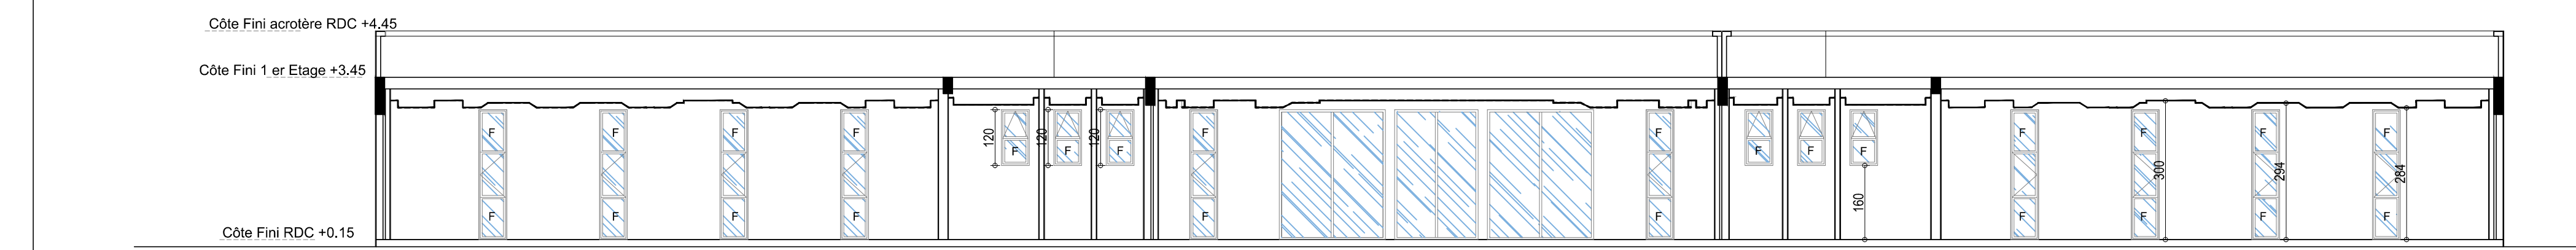 Côte Fini acrotère RDC +4.45
Côte Fini 1 er Etage +3.45
F F F F F F F F F F
120 120 120
F F F F F F
300 294 284
160
F F F F F F F F F F
Côte Fini RDC +0.15